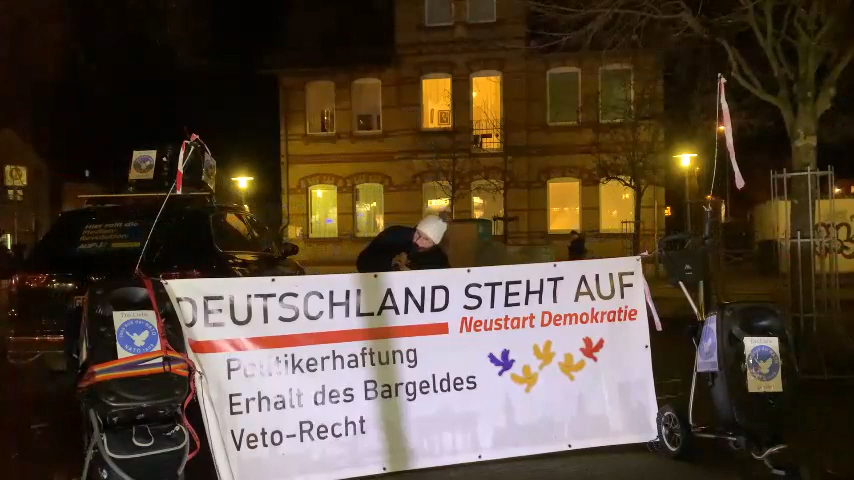 DEUTSCHLAND STEHT AUF
Neustart Demokratie
Politikerhaftung
Erhalt des Bargeldes
Veto-Recht